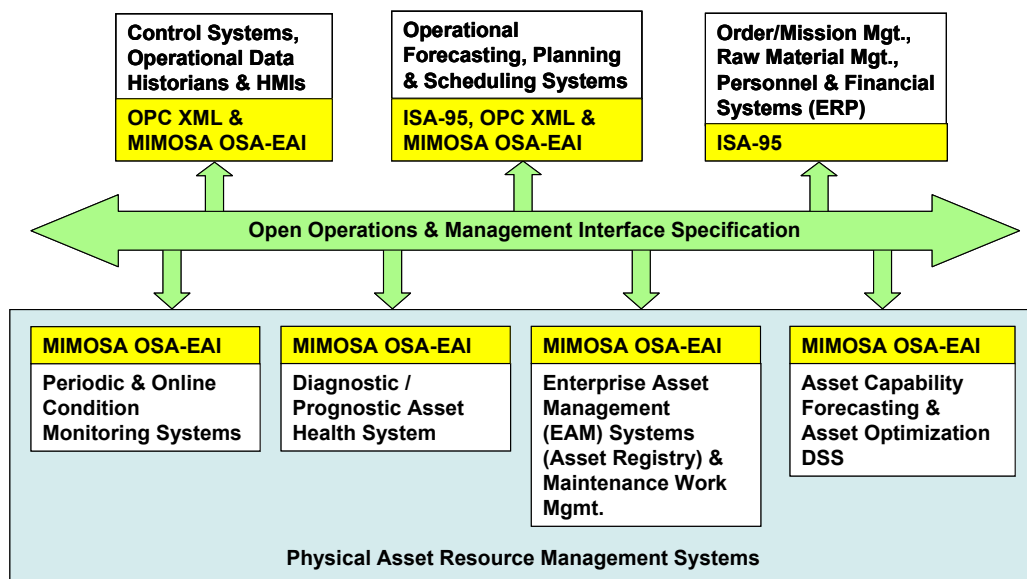 Control Systems,
Operational Data
Historians & HMIs
OPC XML &
MIMOSA OSA-EAI
Operational
Forecasting, Planning
& Scheduling Systems
ISA-95, OPC XML &
MIMOSA OSA-EAI
Order/Mission Mgt.,
Raw Material Mgt.,
Personnel & Financial
Systems (ERP)
ISA-95
Open Operations & Management Interface Specification
MIMOSA OSA-EAI
Periodic & Online
Condition
Monitoring Systems
MIMOSA OSA-EAI
Diagnostic /
Prognostic Asset
Health System
MIMOSA OSA-EAI
Enterprise Asset
Management
(EAM) Systems
(Asset Registry) &
Maintenance Work
Mgmt.
MIMOSA OSA-EAI
Asset Capability
Forecasting &
Asset Optimization
DSS
Physical Asset Resource Management Systems